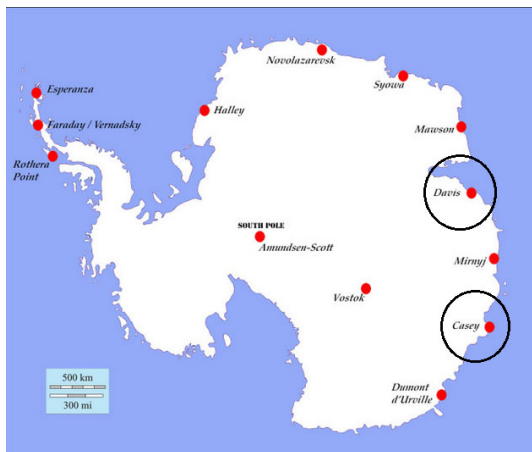 Novolazarevsk
Syowa
Esperanza
Halley
Faraday / Vernadsky
Mawson
Rothera
Point
Davis
SOUTH POLE
Amundsen-Scott
Mirnyj
Vostok
Casey
500 km
300 mi
Dumont
d'Urville